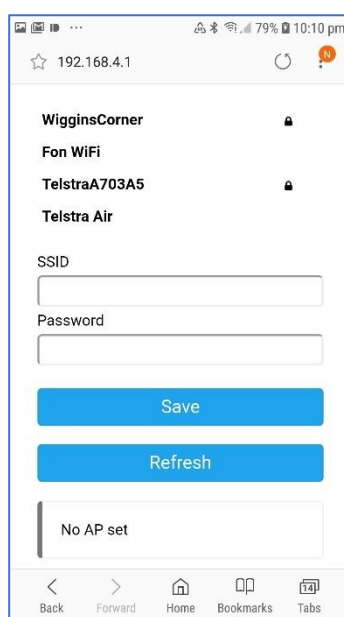 79% 10:10 pm
192.168.4.1
N
WigginsCorner
Fon WiFi
TelstraA703A5
Telstra Air
SSID
Password
Save
Refresh
No AP set
14
Back Forward Home Bookmarks Tabs